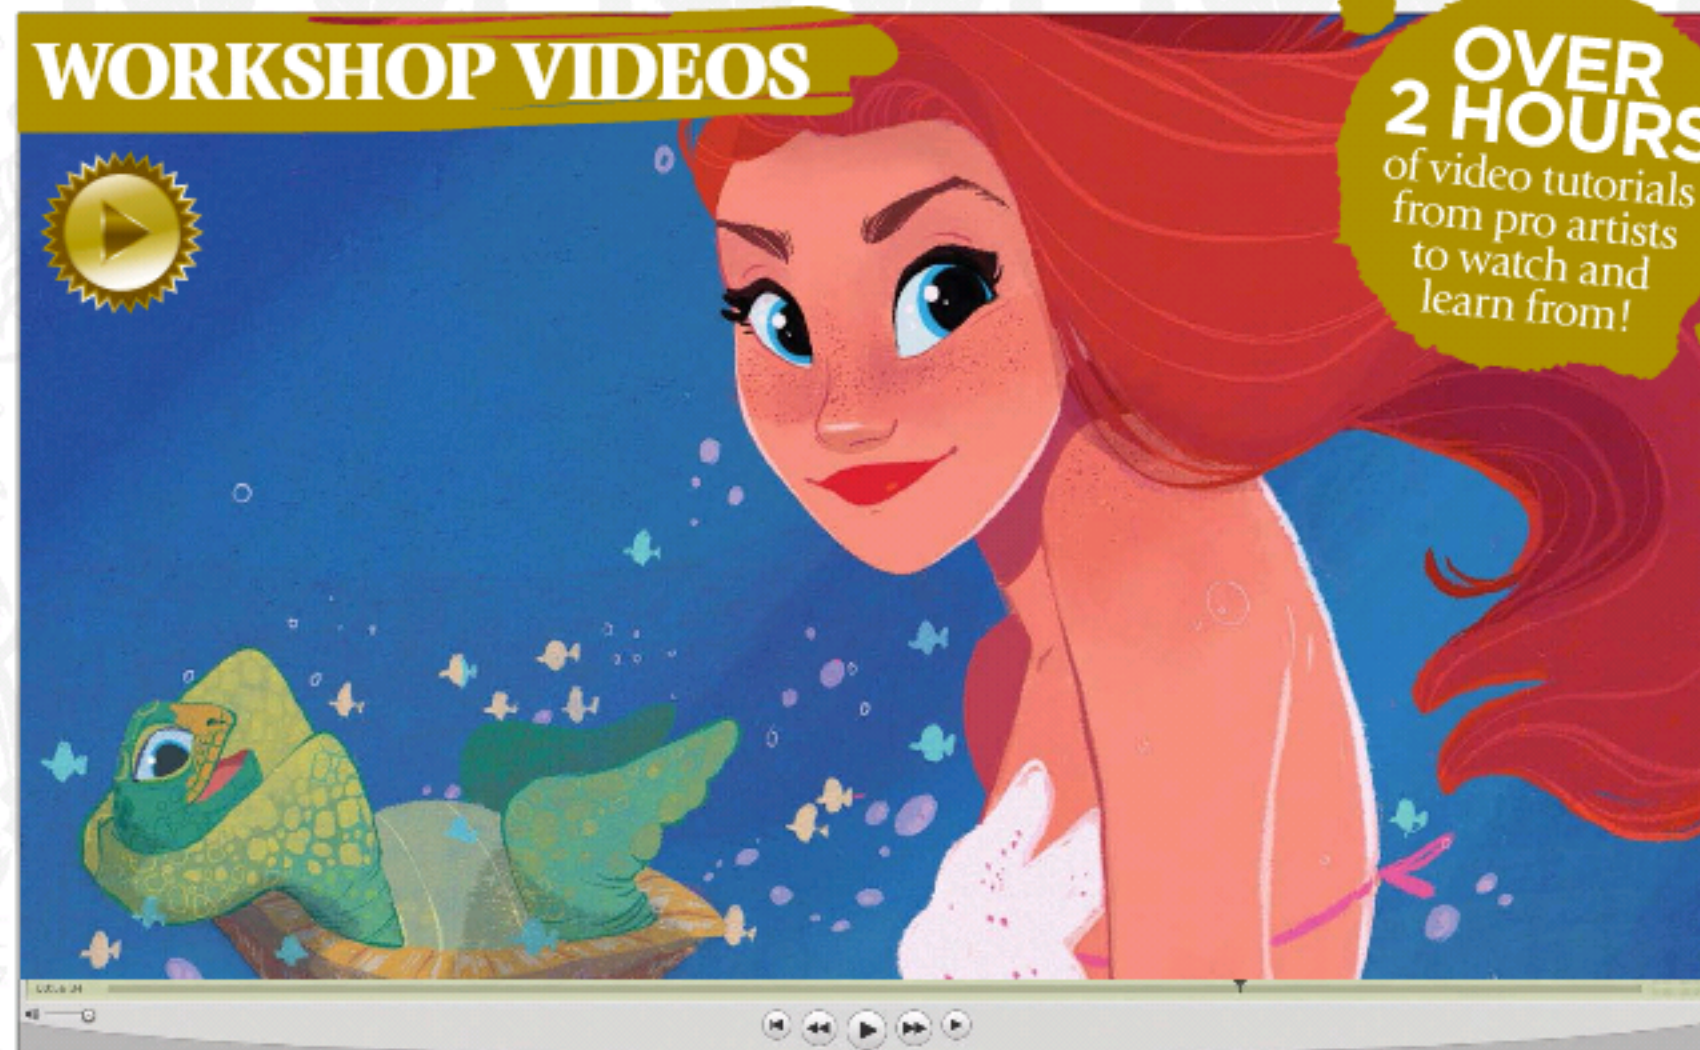 WORKSHOP VIDEOS
OVER
2 HOURS
of video tutorials
from pro artists
to watch and
learn from!